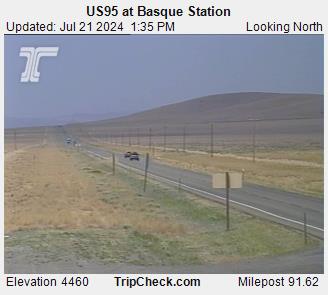 US95 at Basque Station
Updated: Jul 21 2024 1:35 PM Looking North
Elevation 4460 TripCheck.com Milepost 91.62